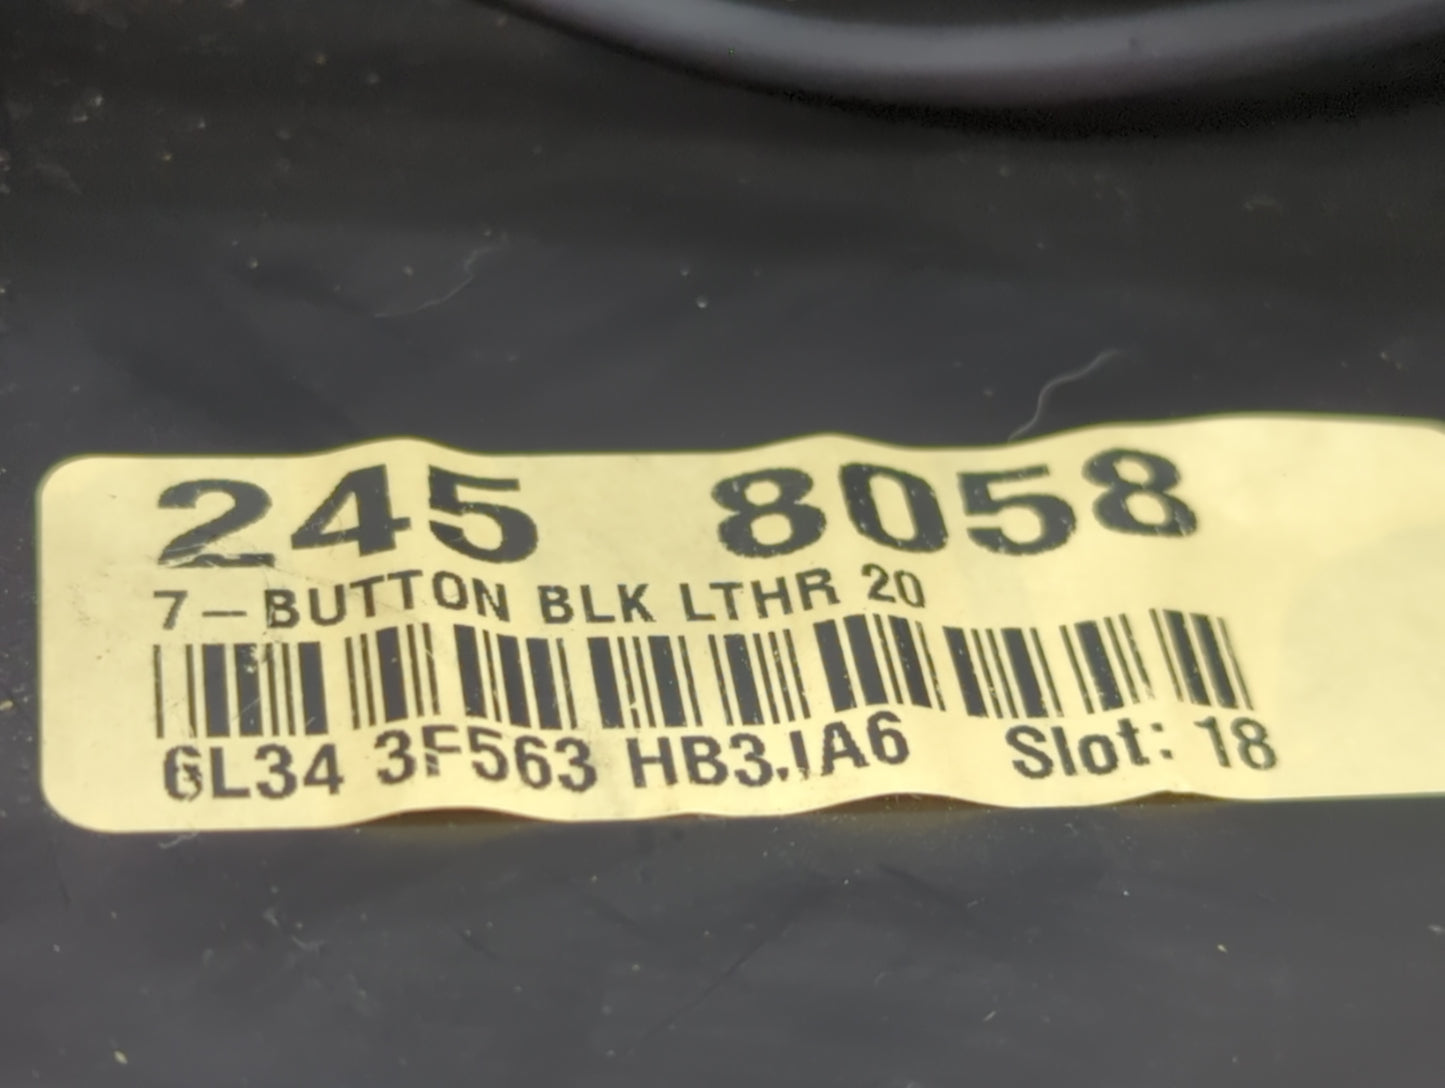 245 8058
7-BUTTON BLK LTHR 20
6L34 3F563 HB3JA6 Slot: 18